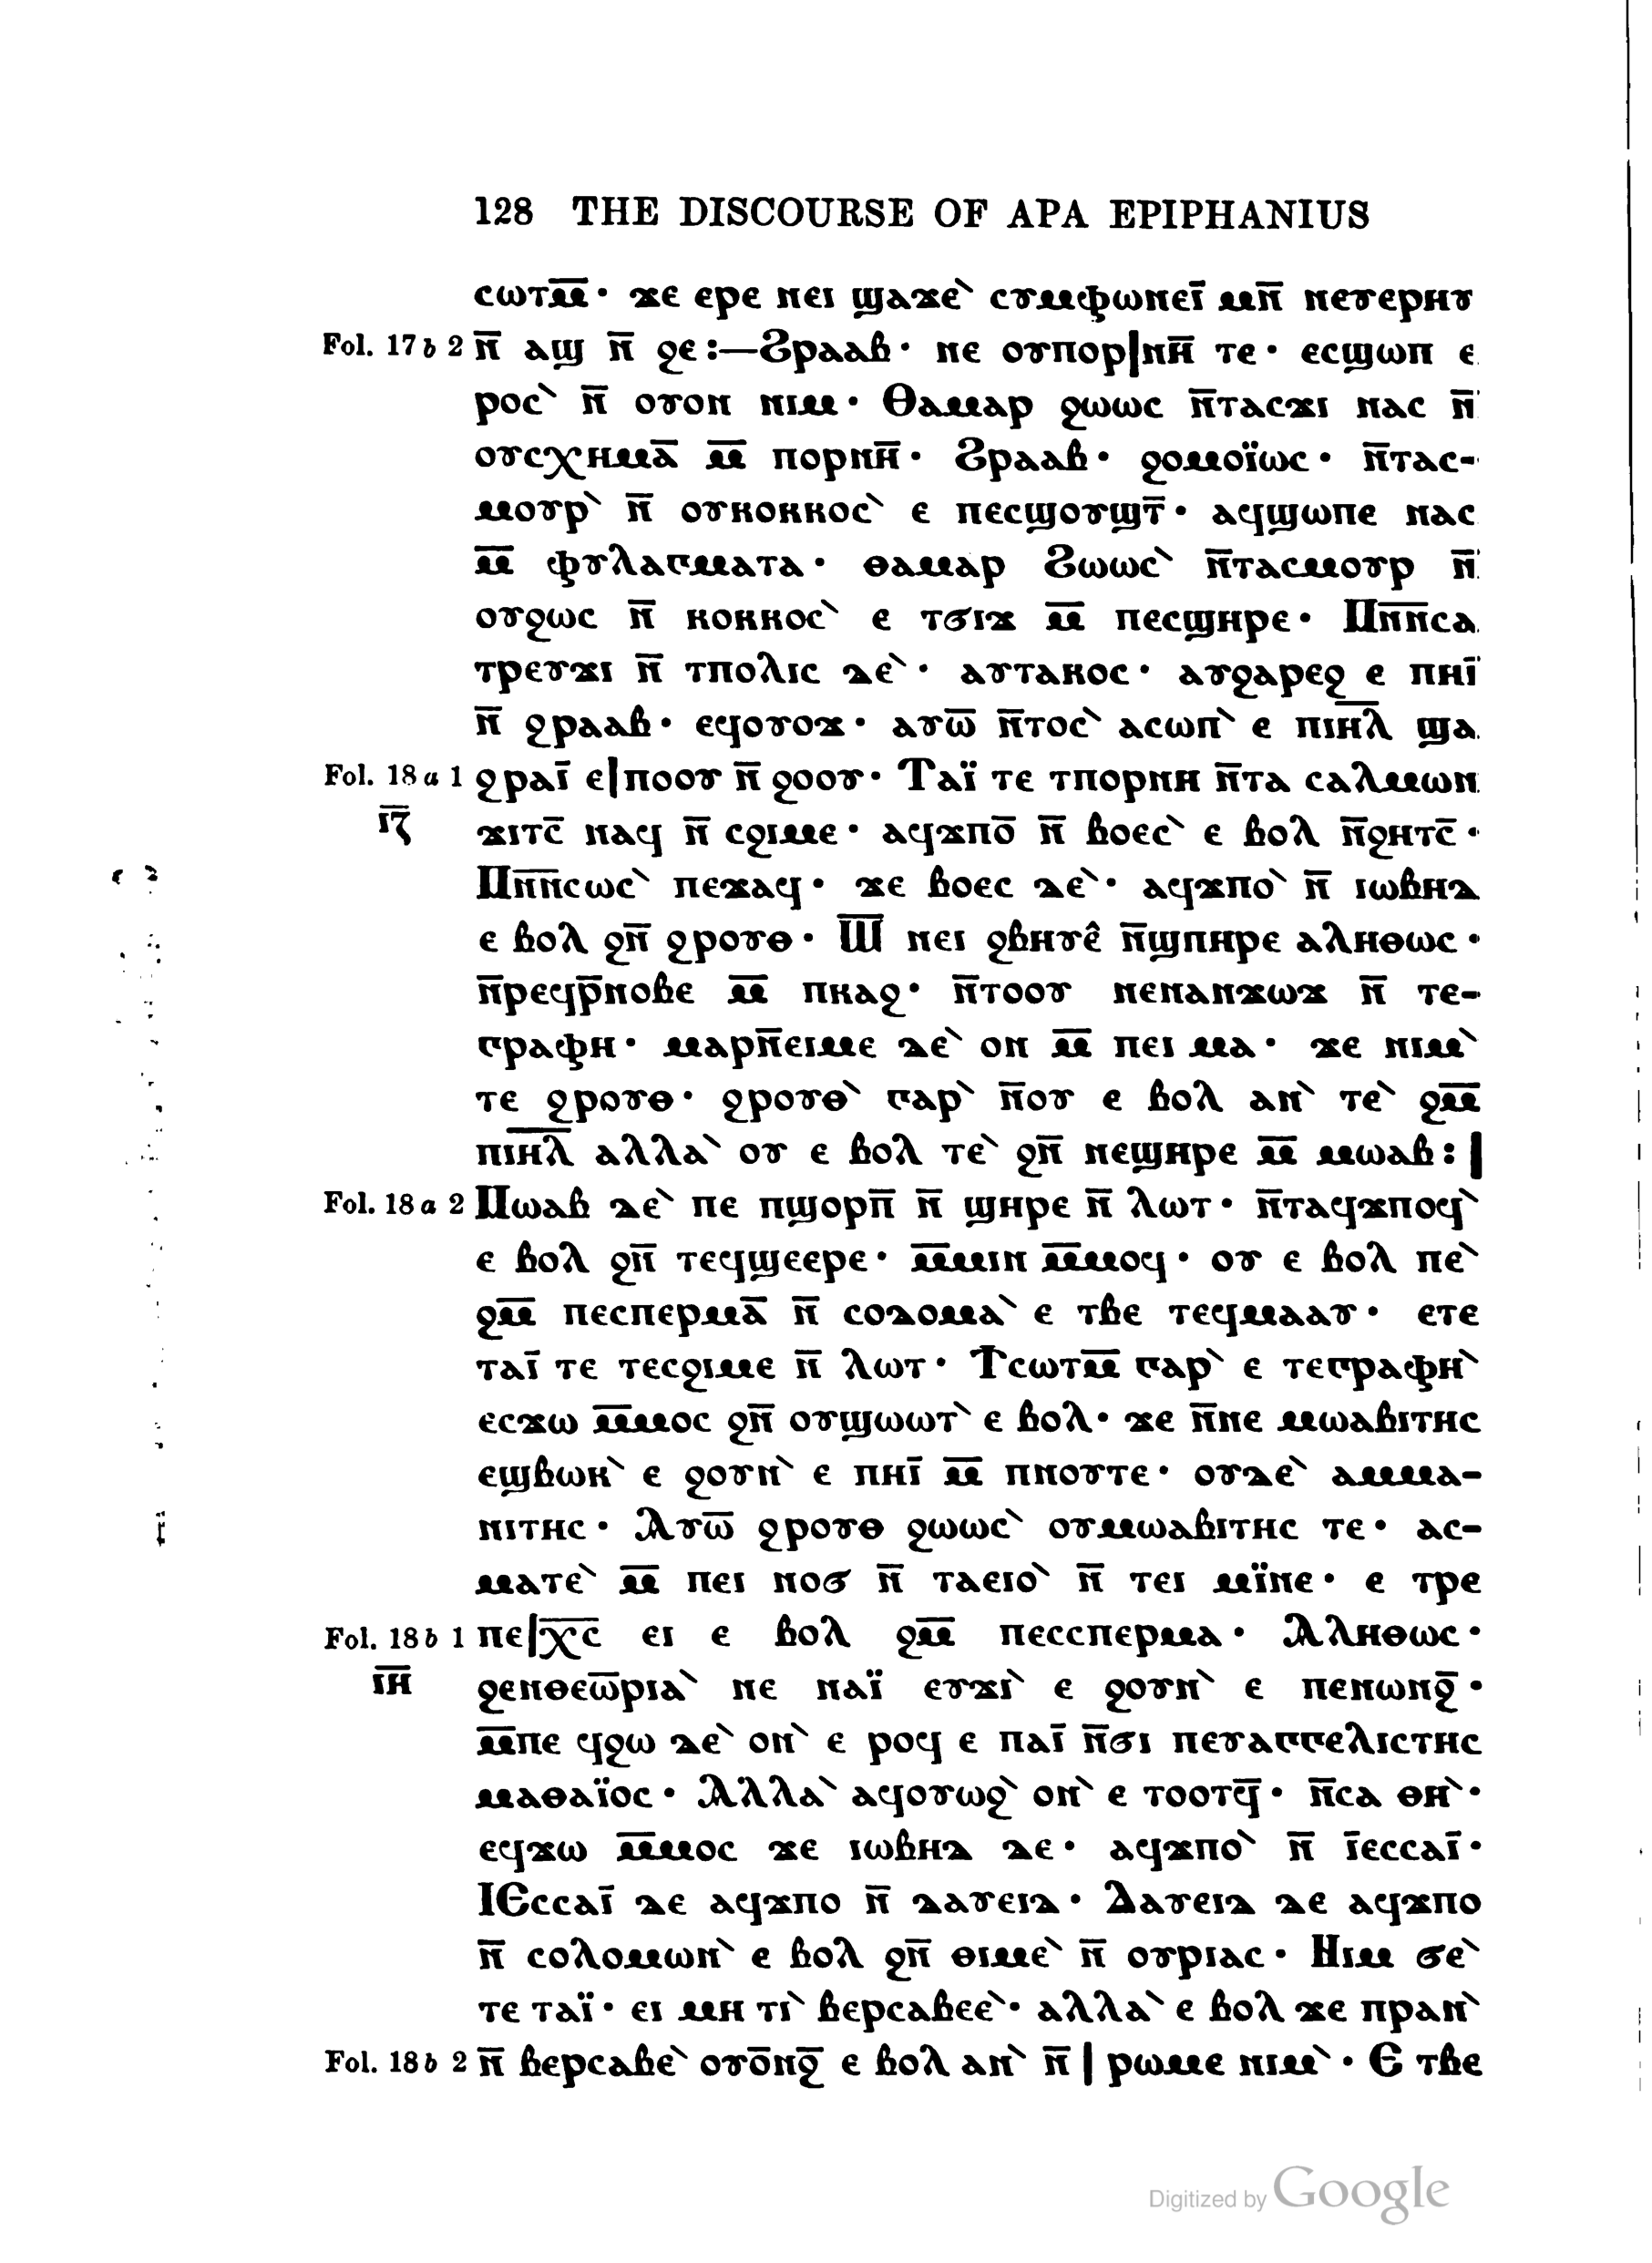 128 THE DISCOURSE OF APA EPIPHANIUS
ⲥⲱⲧⲙ̅· ϫⲉ ⲉⲣⲉ ⲛⲉⲓ ϣⲁϫⲉ̀ ⲥⲩⲙⲫⲱⲛⲉⲓ̅ ⲙⲛ̅ ⲛⲉⲩⲉⲣⲏⲩ
Fol. 17 b 2 ⲛ̅ ⲁϣ ⲛ̅ ϩⲉ :—Ϩⲣⲁⲁⲃ· ⲛⲉ ⲟⲩⲡⲟⲣ|ⲛⲏ̅ ⲧⲉ· ⲉⲥϣⲱⲡ ⲉ
ⲣⲟⲥ̀ ⲛ̅ ⲟⲩⲟⲛ ⲛⲓⲙ· Ⲑⲁⲙⲁⲣ ϩⲱⲱⲥ ⲛ̅ⲧⲁⲥϫⲓ ⲛⲁⲥ ⲛ̅
ⲟⲩⲥⲭⲏⲙⲁ̅ ⲙ̅ ⲡⲟⲣⲛⲏ̅· Ϩⲣⲁⲁⲃ· ϩⲟⲙⲟⲓ̈ⲱⲥ· ⲛ̅ⲧⲁⲥ-
ⲙⲟⲩⲣ̀ ⲛ̅ ⲟⲩⲕⲟⲕⲕⲟⲥ̀ ⲉ ⲡⲉⲥϣⲟⲩϣⲧ̅· ⲁϥϣⲱⲡⲉ ⲛⲁⲥ
ⲙ̅ ⲫⲩⲗⲁⲅⲙⲁⲧⲁ· ⲑⲁⲙⲁⲣ Ϩⲱⲱⲥ̀ ⲛ̅ⲧⲁⲥⲙⲟⲩⲣ ⲛ̅
ⲟⲩϩⲱⲥ ⲛ̅ ⲕⲟⲕⲕⲟⲥ̀ ⲉ ⲧϭⲓϫ ⲙ̅ ⲡⲉⲥϣⲏⲣⲉ· Ⲙⲛ̅ⲛ̅ⲥⲁ
ⲧⲣⲉⲩϫⲓ ⲛ̅ ⲧⲡⲟⲗⲓⲥ ⲇⲉ̀· ⲁⲩⲧⲁⲕⲟⲥ· ⲁⲩϩⲁⲣⲉϩ ⲉ ⲡⲏⲓ̅
ⲛ̅ ϩⲣⲁⲁⲃ· ⲉϥⲟⲩⲟϫ· ⲁⲩⲱ̅ ⲛ̅ⲧⲟⲥ̀ ⲁⲥⲱⲡ̀ ⲉ ⲡⲓⲏ̅ⲗ̅ ϣⲁ
Fol. 18 a 1 ϩⲣⲁⲓ̅ ⲉ|ⲡⲟⲟⲩ ⲛ̅ ϩⲟⲟⲩ· Ⲧⲁⲓ̈ ⲧⲉ ⲧⲡⲟⲣⲛⲏ ⲛ̅ⲧⲁ ⲥⲁⲗⲙⲱⲛ
ⲓ̅ⲍ̅ ϫⲓⲧⲥ̅ ⲛⲁϥ ⲛ̅ ⲥϩⲓⲙⲉ· ⲁϥϫⲡⲟ̅ ⲛ̅ ⲃⲟⲉⲥ̀ ⲉ ⲃⲟⲗ ⲛ̅ϩⲏⲧⲥ̅·
Ⲙⲛ̅ⲛ̅ⲥⲱⲥ̀ ⲡⲉϫⲁϥ· ϫⲉ ⲃⲟⲉⲥ ⲇⲉ̀· ⲁϥϫⲡⲟ̀ ⲛ̅ ⲓⲱⲃⲏⲇ
ⲉ ⲃⲟⲗ ϩⲛ̅ ϩⲣⲟⲩⲑ· Ⲱ̅ ⲛⲉⲓ ϩⲃⲏⲩⲉ̂ ⲛ̅ϣⲡⲏⲣⲉ ⲁⲗⲏⲑⲱⲥ·
ⲛ̅ⲣⲉϥⲣ̅ⲛⲟⲃⲉ ⲙ̅ ⲡⲕⲁϩ· ⲛ̅ⲧⲟⲟⲩ ⲛⲉⲛⲁⲛϫⲱϫ ⲛ̅ ⲧⲉ-
ⲅⲣⲁⲫⲏ· ⲙⲁⲣⲛ̅ⲉⲓⲙⲉ ⲇⲉ̀ ⲟⲛ ⲙ̅ ⲡⲉⲓ ⲙⲁ· ϫⲉ ⲛⲓⲙ̀
ⲧⲉ ϩⲣⲟⲩⲑ· ϩⲣⲟⲩⲑ̀ ⲅⲁⲣ̀ ⲛ̅ⲟⲩ ⲉ ⲃⲟⲗ ⲁⲛ̀ ⲧⲉ̀ ϩⲙ̅
ⲡⲓⲏ̅ⲗ̅ ⲁⲗⲗⲁ̀ ⲟⲩ ⲉ ⲃⲟⲗ ⲧⲉ̀ ϩⲛ̅ ⲛⲉϣⲏⲣⲉ ⲙ̅ ⲙⲱⲁⲃ: |
Fol. 18 a 2 Ⲙⲱⲁⲃ ⲇⲉ̀ ⲡⲉ ⲡϣⲟⲣⲡ̅ ⲛ̅ ϣⲏⲣⲉ ⲛ̅ ⲗⲱⲧ· ⲛ̅ⲧⲁϥϫⲡⲟϥ̀
ⲉ ⲃⲟⲗ ϩⲛ̅ ⲧⲉϥϣⲉⲉⲣⲉ· ⲙ̅ⲙⲓⲛ ⲙ̅ⲙⲟϥ· ⲟⲩ ⲉ ⲃⲟⲗ ⲡⲉ̀
ϩⲙ̅ ⲡⲉⲥⲡⲉⲣⲙⲁ̅ ⲛ̅ ⲥⲟⲇⲟⲙⲁ̀ ⲉ ⲧⲃⲉ ⲧⲉϥⲙⲁⲁⲩ· ⲉⲧⲉ
ⲧⲁⲓ̅ ⲧⲉ ⲧⲉⲥϩⲓⲙⲉ ⲛ̅ ⲗⲱⲧ· Ϯⲥⲱⲧⲙ̅ ⲅⲁⲣ̀ ⲉ ⲧⲉⲅⲣⲁⲫⲏ̀
ⲉⲥϫⲱ ⲙ̅ⲙⲟⲥ ϩⲛ̅ ⲟⲩϣⲱⲱⲧ̀ ⲉ ⲃⲟⲗ· ϫⲉ ⲛ̅ⲛⲉ ⲙⲱⲁⲃⲓⲧⲏⲥ
ⲉϣⲃⲱⲕ̀ ⲉ ϩⲟⲩⲛ̀ ⲉ ⲡⲏⲓ̅ ⲙ̅ ⲡⲛⲟⲩⲧⲉ· ⲟⲩⲇⲉ̀ ⲁⲙⲙⲁ-
ⲛⲓⲧⲏⲥ· Ⲁⲩⲱ̅ ϩⲣⲟⲩⲑ ϩⲱⲱⲥ̀ ⲟⲩⲙⲱⲁⲃⲓⲧⲏⲥ ⲧⲉ· ⲁⲥ-
ⲙⲁⲧⲉ̀ ⲙ̅ ⲡⲉⲓ ⲛⲟϭ ⲛ̅ ⲧⲁⲉⲓⲟ̀ ⲛ̅ ⲧⲉⲓ ⲙⲓ̈ⲛⲉ· ⲉ ⲧⲣⲉ
Fol. 18 b 1 ⲡⲉ|ⲭ̅ⲥ̅ ⲉⲓ ⲉ ⲃⲟⲗ ϩⲙ̅ ⲡⲉⲥⲥⲡⲉⲣⲙⲁ· Ⲁⲗⲏⲑⲱⲥ·
ⲓ̅ⲏ̅ ϩⲉⲛⲑⲉⲱ̅ⲣⲓⲁ̀ ⲛⲉ ⲛⲁⲓ̈ ⲉⲩϫⲓ̀ ⲉ ϩⲟⲩⲛ̀ ⲉ ⲡⲉⲛⲱⲛϩ̅·
ⲙ̅ⲡⲉ ϥϩⲱ ⲇⲉ̀ ⲟⲛ̀ ⲉ ⲣⲟϥ ⲉ ⲡⲁⲓ̅ ⲛ̅ϭⲓ ⲡⲉⲩⲁⲅⲅⲉⲗⲓⲥⲧⲏⲥ
ⲙⲁⲑⲁⲓ̈ⲟⲥ· Ⲁⲗⲗⲁ̀ ⲁϥⲟⲩⲱϩ̀ ⲟⲛ̀ ⲉ ⲧⲟⲟⲧϥ̅· ⲛ̅ⲥⲁ ⲑⲏ̀·
ⲉϥϫⲱ ⲙ̅ⲙⲟⲥ ϫⲉ ⲓⲱⲃⲏⲇ ⲇⲉ· ⲁϥϫⲡⲟ̀ ⲛ̅ ⲓ̅ⲉⲥⲥⲁⲓ̅·
ⲒⲈⲥⲥⲁⲓ̅ ⲇⲉ ⲁϥϫⲡⲟ ⲛ̅ ⲇⲁⲩⲉⲓⲇ· Ⲇⲁⲩⲉⲓⲇ ⲇⲉ ⲁϥϫⲡⲟ
ⲛ̅ ⲥⲟⲗⲟⲙⲱⲛ̀ ⲉ ⲃⲟⲗ ϩⲛ̅ ⲑⲓⲙⲉ̀ ⲛ̅ ⲟⲩⲣⲓⲁⲥ· Ⲛⲓⲙ ϭⲉ̀
ⲧⲉ ⲧⲁⲓ̈· ⲉⲓ ⲙⲏ ⲧⲓ̀ ⲃⲉⲣⲥⲁⲃⲉⲉ̀· ⲁⲗⲗⲁ̀ ⲉ ⲃⲟⲗ ϫⲉ ⲡⲣⲁⲛ̀
Fol. 18 b 2 ⲛ̅ ⲃⲉⲣⲥⲁⲃⲉ̀ ⲟⲩⲟ̅ⲛϩ̅ ⲉ ⲃⲟⲗ ⲁⲛ̀ ⲛ̅ | ⲣⲱⲙⲉ ⲛⲓⲙ̀· Ⲉ ⲧⲃⲉ
Digitized by Google